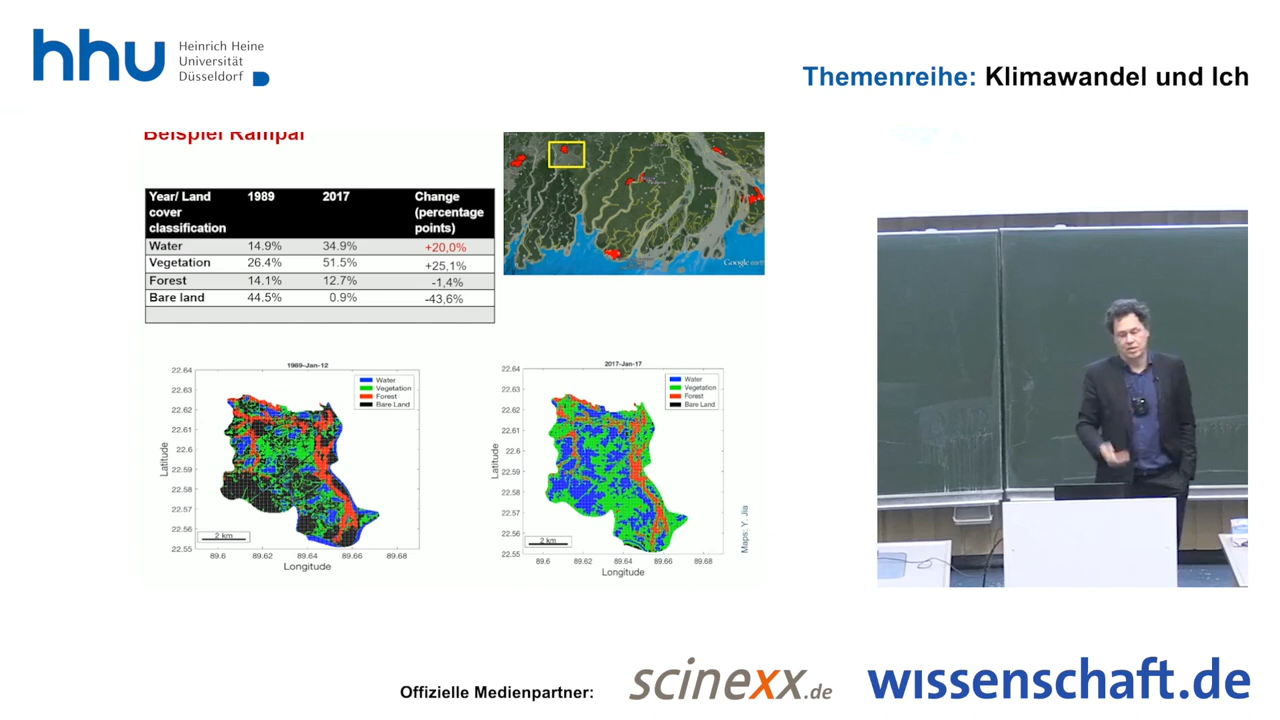 hhu Heinrich Heine
Universität
Düsseldorf
Themenreihe: Klimawandel und Ich
Beispiel Rampal
Year/ Land cover classification 1989 2017 Change (percentage points)
Water 14.9% 34.9% +20,0%
Vegetation 26.4% 51.5% +25,1%
Forest 14.1% 12.7% -1,4%
Bare land 44.5% 0.9% -43,6%
Google earth
1989-Jan-12
Water
Vegetation
Forest
Bare Land
22.64
22.63
22.62
22.61
22.6
22.59
22.58
22.57
22.56
22.55
Latitude
2 km
89.6 89.62 89.64 89.66 89.68
Longitude
2017-Jan-17
Water
Vegetation
Forest
Bare Land
22.64
22.63
22.62
22.61
22.6
22.59
22.58
22.57
22.56
22.55
Latitude
2 km
89.6 89.62 89.64 89.66 89.68
Longitude
Maps: Y. Jia
Offizielle Medienpartner: scinexx.de wissenschaft.de